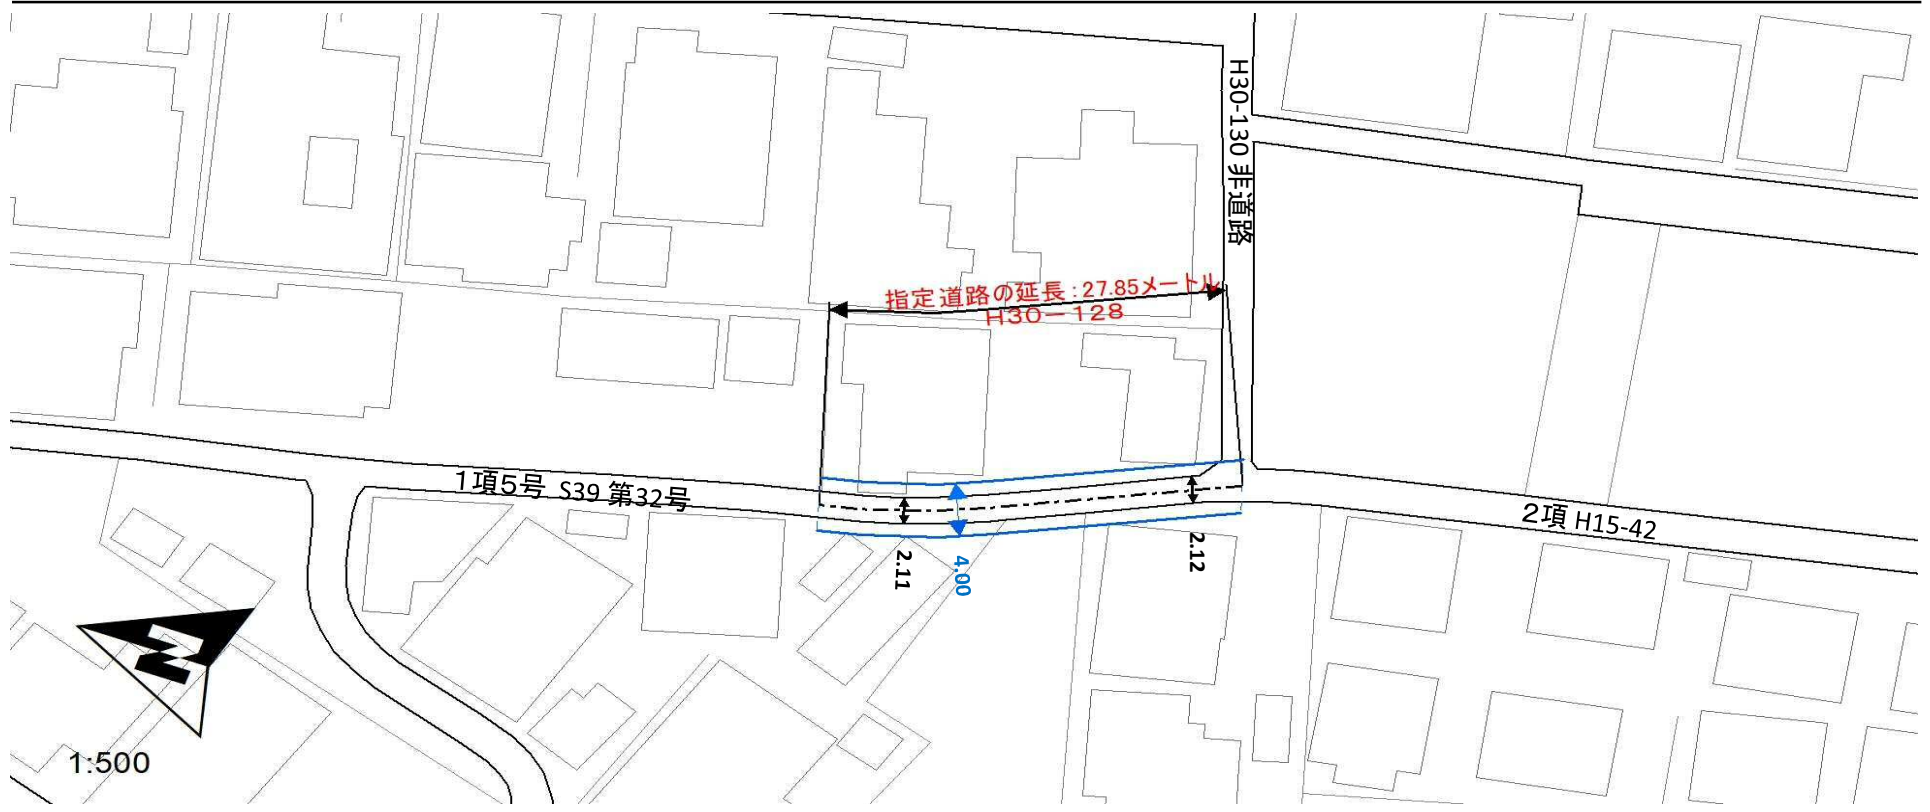 H30-130 非道路
指定道路の延長:27.85メートル
H30-128
1項5号 S39 第32号
2項 H15-42
2.11
4.00
2.12
N
1:500